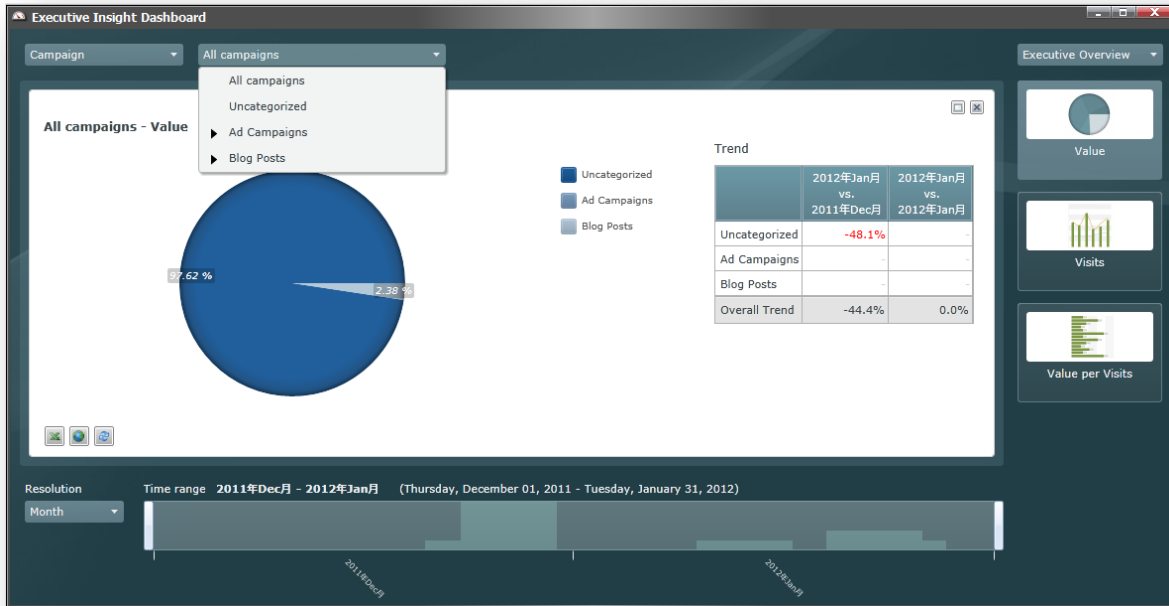 Executive Insight Dashboard
Campaign
All campaigns
Executive Overview
All campaigns
Uncategorized
Ad Campaigns
Blog Posts
All campaigns - Value
97.62 %
2.38 %
Uncategorized
Ad Campaigns
Blog Posts
Trend
2012年Jan月 vs. 2011年Dec月
2012年Jan月 vs. 2012年Jan月
Uncategorized -48.1% -
Ad Campaigns - -
Blog Posts - -
Overall Trend -44.4% 0.0%
Value
Visits
Value per Visits
Resolution
Month
Time range 2011年Dec月 - 2012年Jan月 (Thursday, December 01, 2011 - Tuesday, January 31, 2012)
2011年Dec月
2012年Jan月